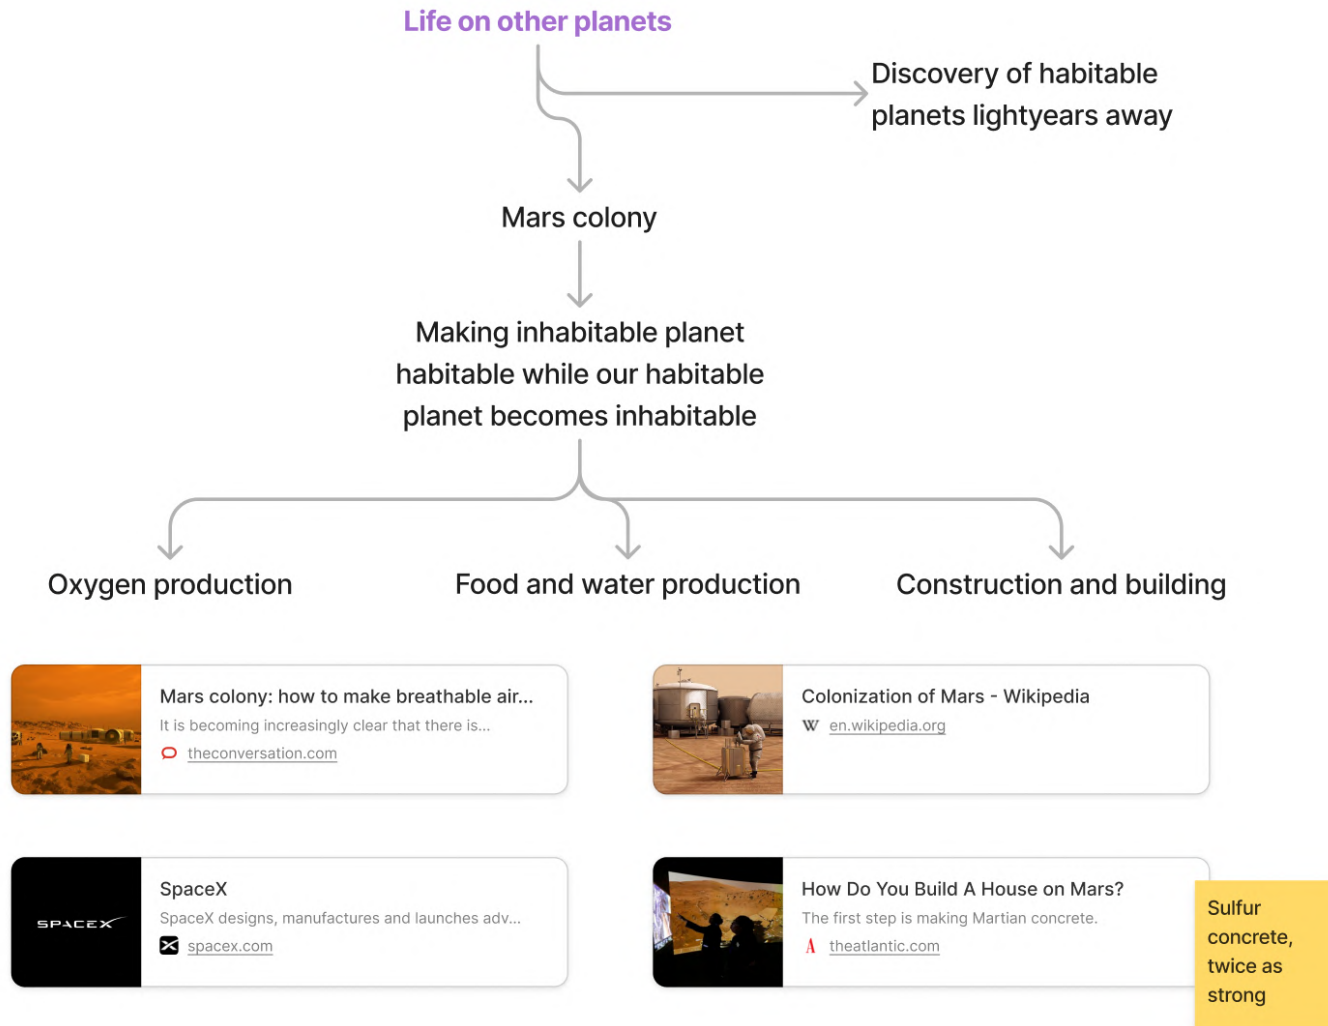 Life on other planets
Discovery of habitable
planets lightyears away
Mars colony
Making inhabitable planet
habitable while our habitable
planet becomes inhabitable
Oxygen production
Food and water production
Construction and building
Mars colony: how to make breathable air...
It is becoming increasingly clear that there is...
theconversation.com
Colonization of Mars - Wikipedia
W en.wikipedia.org
SPACEX
SpaceX
SpaceX designs, manufactures and launches adv...
X spacex.com
How Do You Build A House on Mars?
The first step is making Martian concrete.
A theatlantic.com
Sulfur
concrete,
twice as
strong